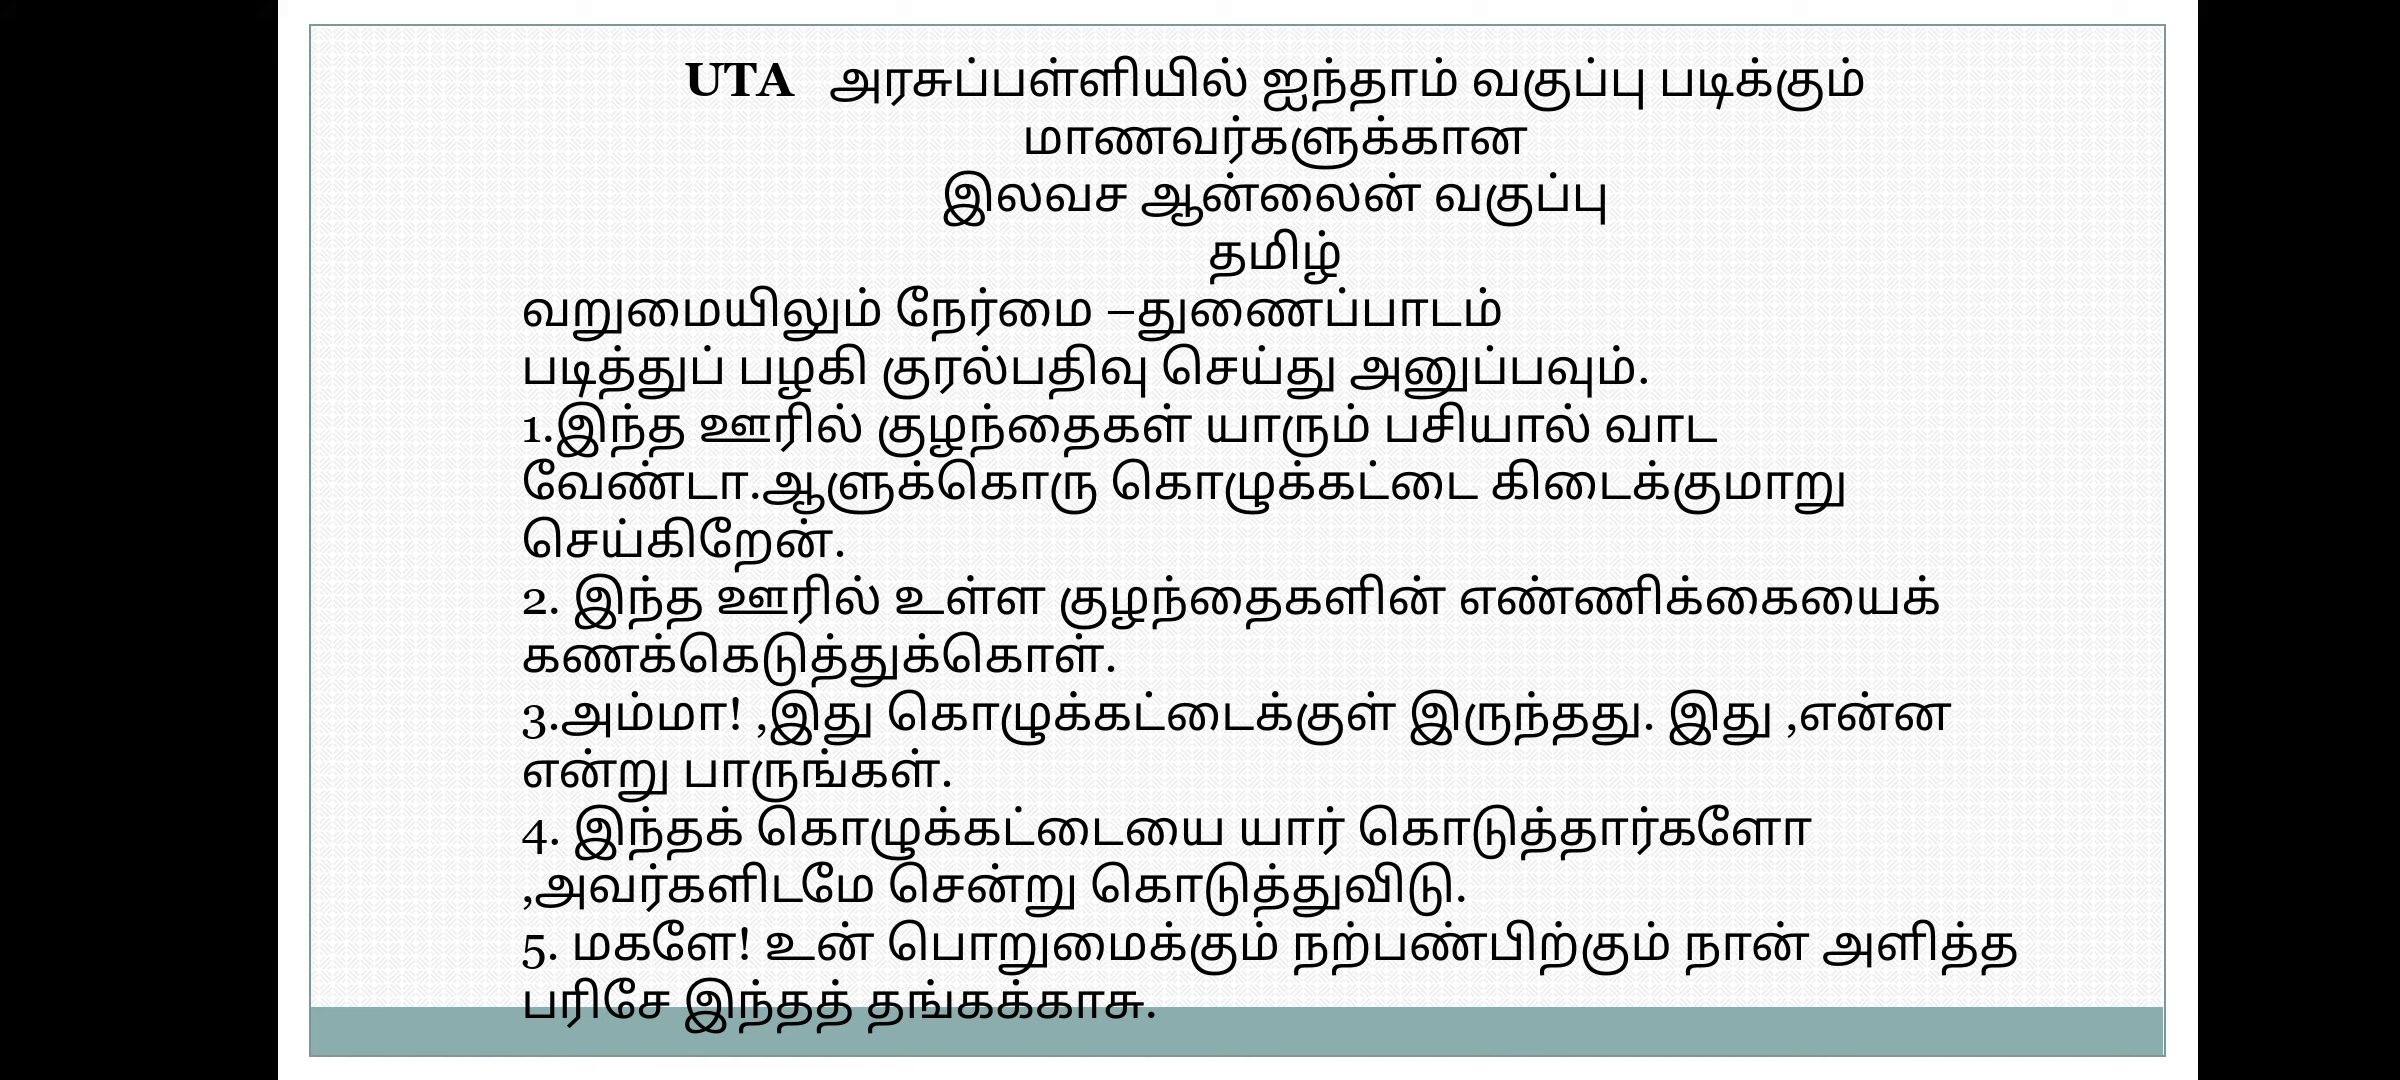 UTA அரசுப்பள்ளியில் ஐந்தாம் வகுப்பு படிக்கும்
மாணவர்களுக்கான
இலவச ஆன்லைன் வகுப்பு
தமிழ்
வறுமையிலும் நேர்மை –துணைப்பாடம்
படித்துப் பழகி குரல்பதிவு செய்து அனுப்பவும்.
1.இந்த ஊரில் குழந்தைகள் யாரும் பசியால் வாட
வேண்டா.ஆளுக்கொரு கொழுக்கட்டை கிடைக்குமாறு
செய்கிறேன்.
2. இந்த ஊரில் உள்ள குழந்தைகளின் எண்ணிக்கையைக்
கணக்கெடுத்துக்கொள்.
3.அம்மா! ,இது கொழுக்கட்டைக்குள் இருந்தது. இது ,என்ன
என்று பாருங்கள்.
4. இந்தக் கொழுக்கட்டையை யார் கொடுத்தார்களோ
,அவர்களிடமே சென்று கொடுத்துவிடு.
5. மகளே! உன் பொறுமைக்கும் நற்பண்பிற்கும் நான் அளித்த
பரிசே இந்தத் தங்கக்காசு.